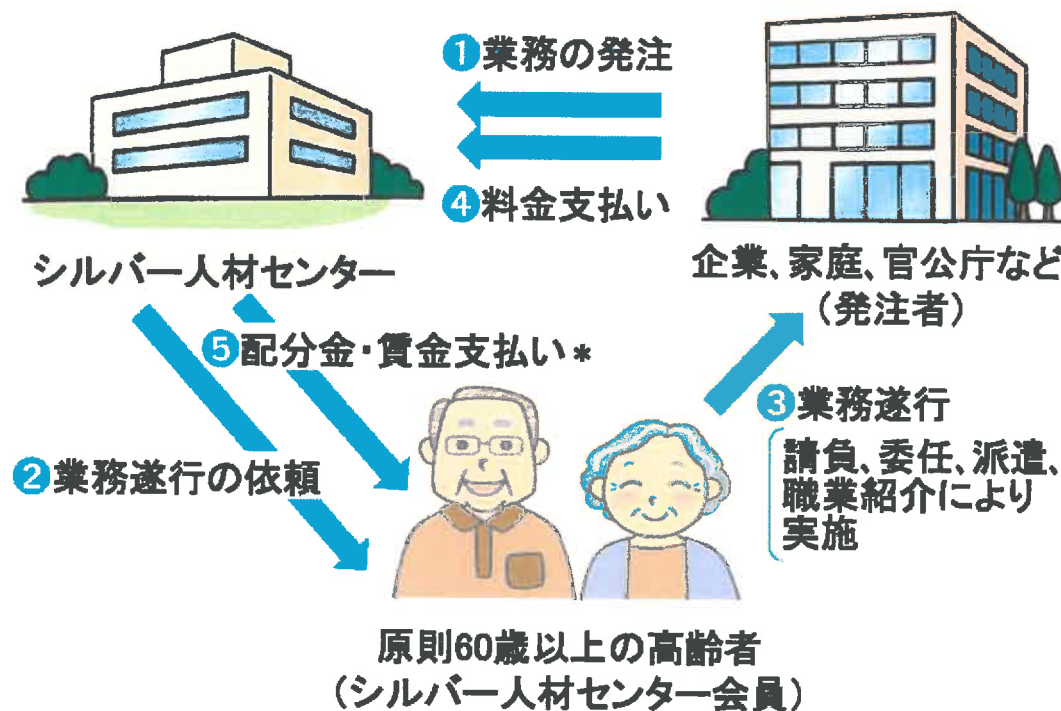 ❶業務の発注
❹料金支払い
シルバー人材センター
企業、家庭、官公庁など
（発注者）
❺配分金・賃金支払い＊
❷業務遂行の依頼
❸業務遂行
請負、委任、派遣、
職業紹介により
実施
原則60歳以上の高齢者
（シルバー人材センター会員）